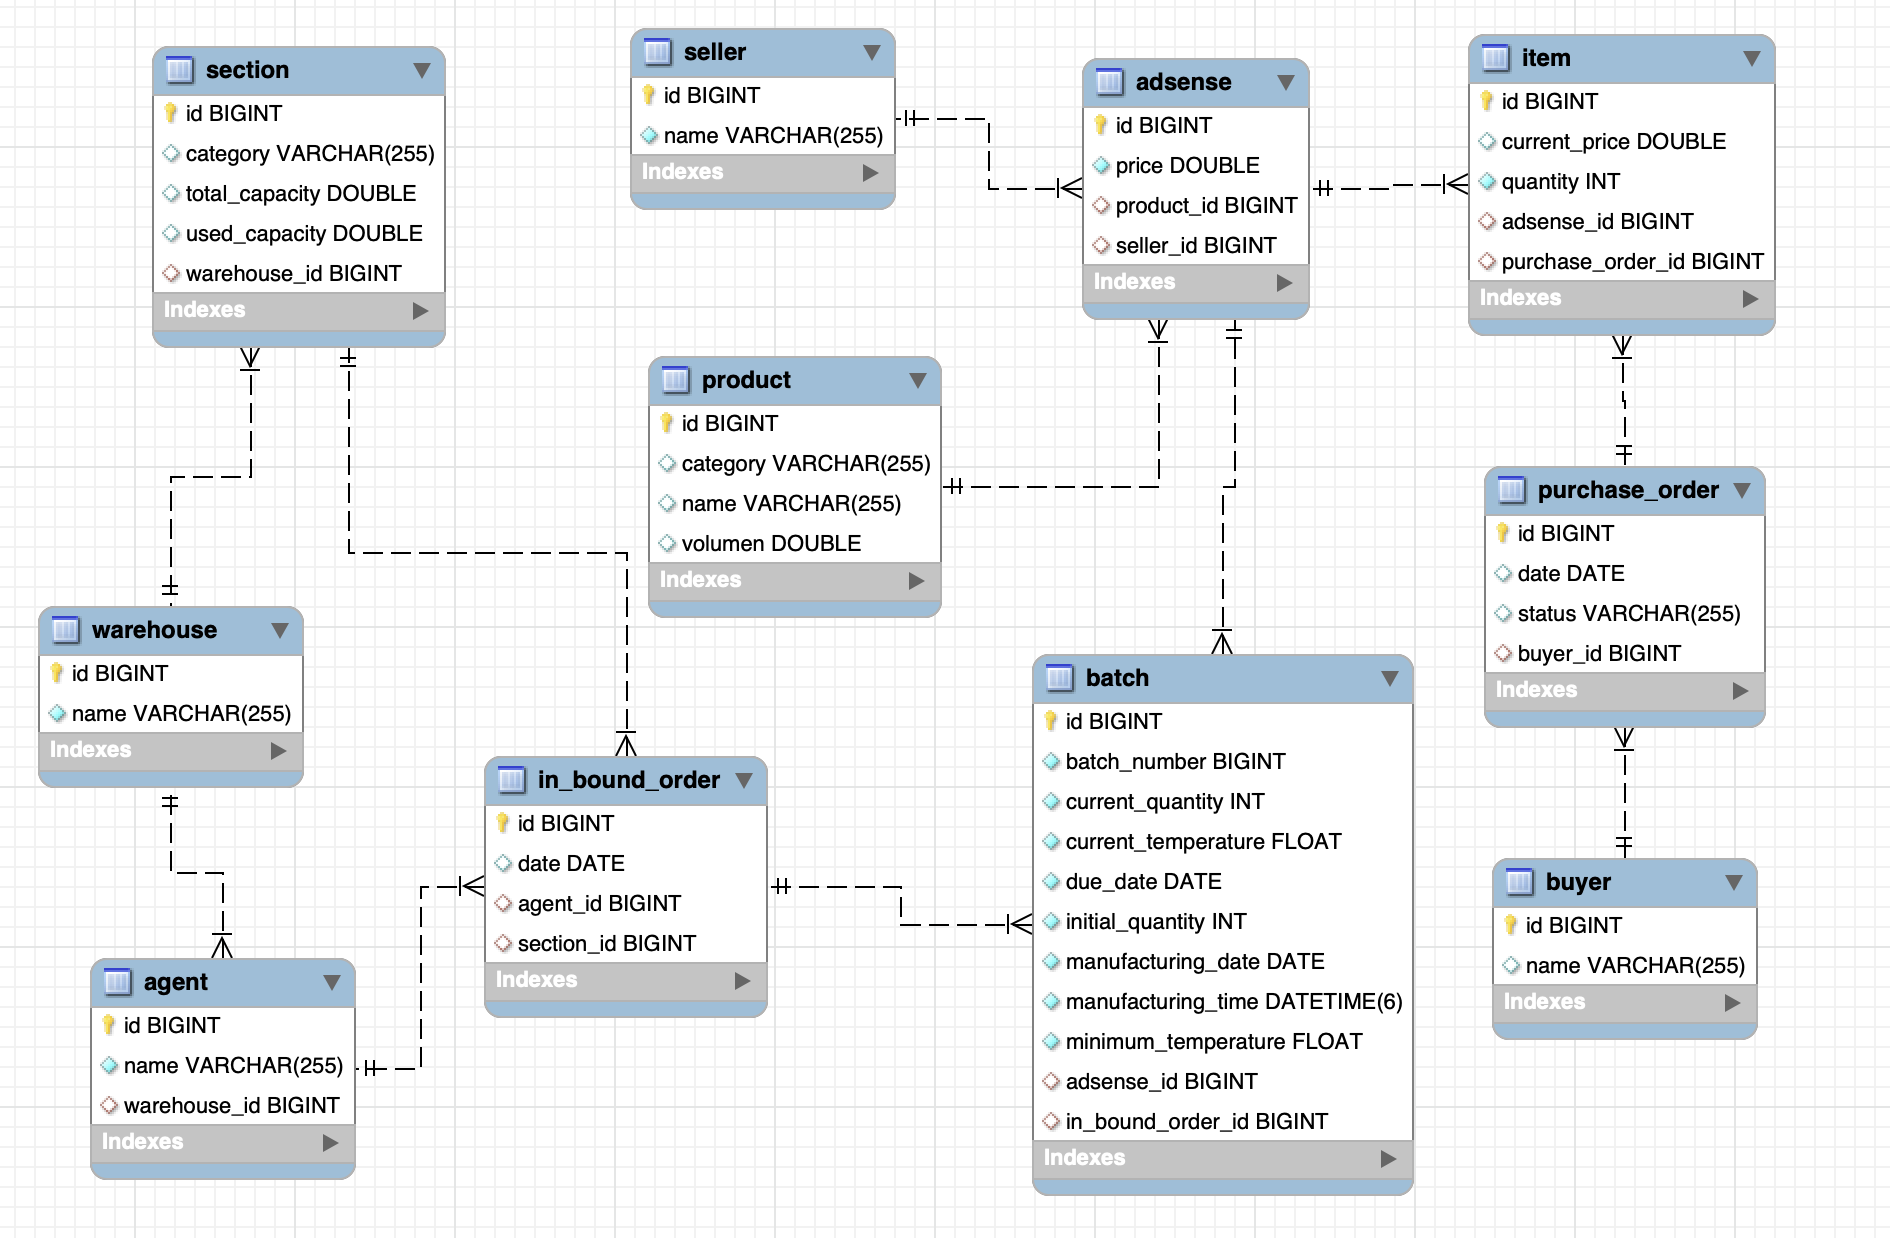 section
id BIGINT
category VARCHAR(255)
total_capacity DOUBLE
used_capacity DOUBLE
warehouse_id BIGINT
Indexes
seller
id BIGINT
name VARCHAR(255)
Indexes
adsense
id BIGINT
price DOUBLE
product_id BIGINT
seller_id BIGINT
Indexes
item
id BIGINT
current_price DOUBLE
quantity INT
adsense_id BIGINT
purchase_order_id BIGINT
Indexes
product
id BIGINT
category VARCHAR(255)
name VARCHAR(255)
volumen DOUBLE
Indexes
purchase_order
id BIGINT
date DATE
status VARCHAR(255)
buyer_id BIGINT
Indexes
warehouse
id BIGINT
name VARCHAR(255)
Indexes
in_bound_order
id BIGINT
date DATE
agent_id BIGINT
section_id BIGINT
Indexes
batch
id BIGINT
batch_number BIGINT
current_quantity INT
current_temperature FLOAT
due_date DATE
initial_quantity INT
manufacturing_date DATE
manufacturing_time DATETIME(6)
minimum_temperature FLOAT
adsense_id BIGINT
in_bound_order_id BIGINT
Indexes
buyer
id BIGINT
name VARCHAR(255)
Indexes
agent
id BIGINT
name VARCHAR(255)
warehouse_id BIGINT
Indexes